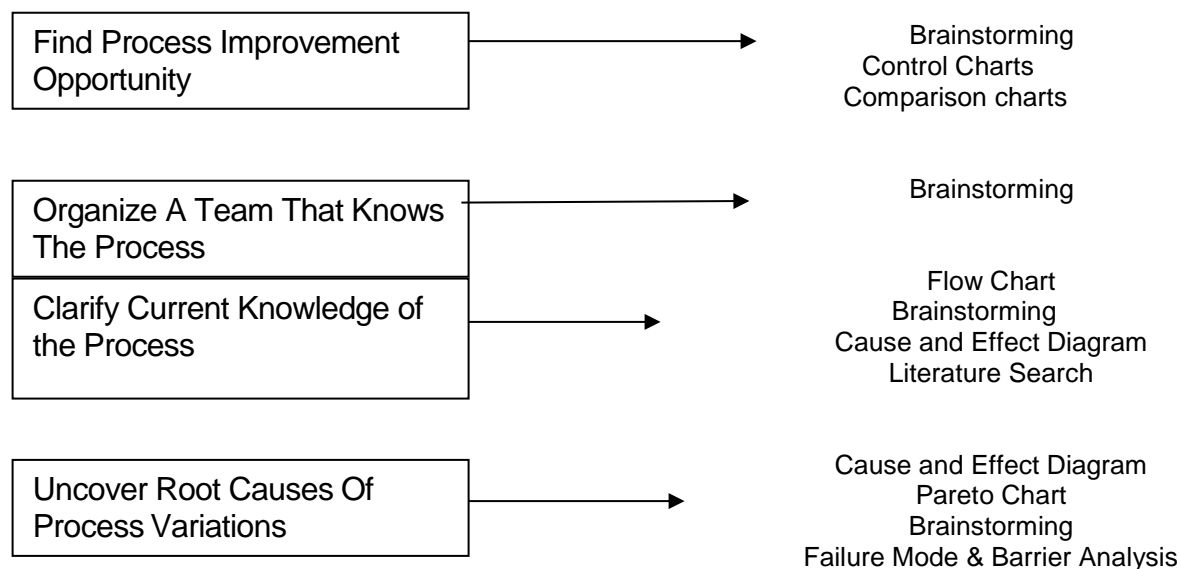 Find Process Improvement
Opportunity
Brainstorming
Control Charts
Comparison charts
Organize A Team That Knows
The Process
Brainstorming
Clarify Current Knowledge of
the Process
Flow Chart
Brainstorming
Cause and Effect Diagram
Literature Search
Uncover Root Causes Of
Process Variations
Cause and Effect Diagram
Pareto Chart
Brainstorming
Failure Mode & Barrier Analysis